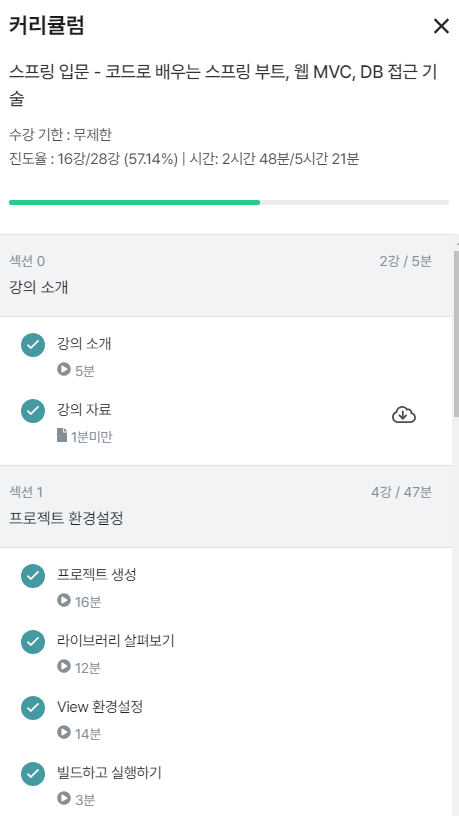 커리큘럼
스프링 입문 - 코드로 배우는 스프링 부트, 웹 MVC, DB 접근 기
술
수강 기한 : 무제한
진도율 : 16강/28강 (57.14%) | 시간: 2시간 48분/5시간 21분
섹션 0 2강 / 5분
강의 소개
강의 소개
5분
강의 자료
1분미만
섹션 1 4강 / 47분
프로젝트 환경설정
프로젝트 생성
16분
라이브러리 살펴보기
12분
View 환경설정
14분
빌드하고 실행하기
3분